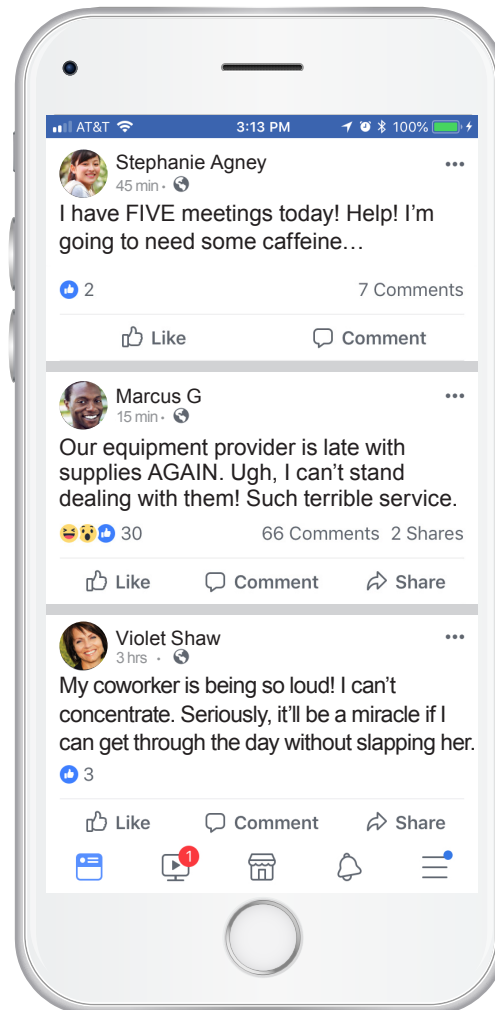 AT&T 3:13 PM 100%
Stephanie Agney
45 min ·
I have FIVE meetings today! Help! I'm
going to need some caffeine…
2 7 Comments
Like Comment
Marcus G
15 min ·
Our equipment provider is late with
supplies AGAIN. Ugh, I can't stand
dealing with them! Such terrible service.
30 66 Comments 2 Shares
Like Comment Share
Violet Shaw
3 hrs ·
My coworker is being so loud! I can't
concentrate. Seriously, it'll be a miracle if I
can get through the day without slapping her.
3
Like Comment Share
1